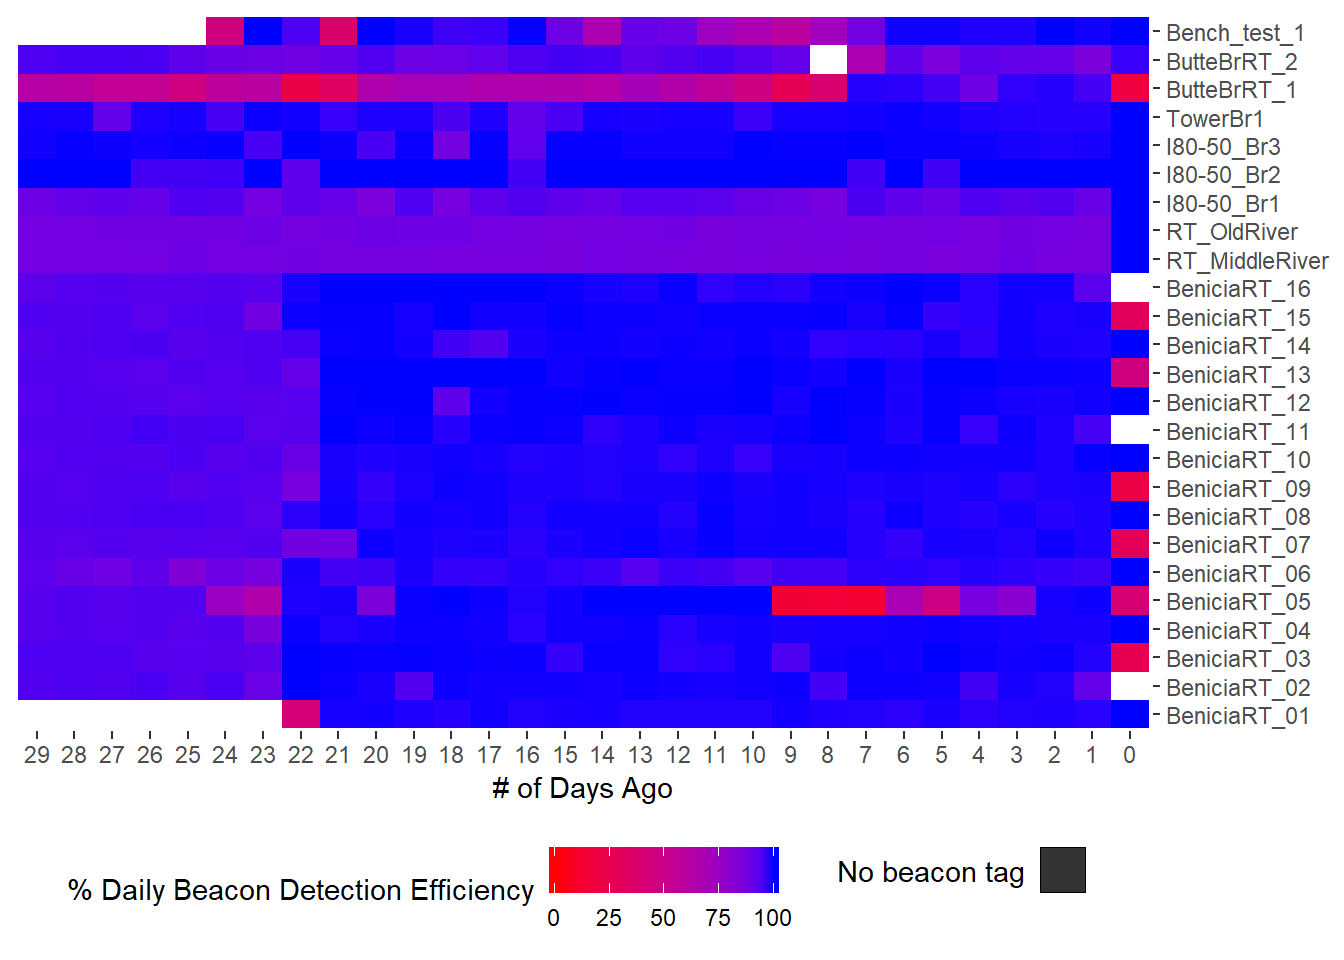 Bench_test_1
ButteBrRT_2
ButteBrRT_1
TowerBr1
I80-50_Br3
I80-50_Br2
I80-50_Br1
RT_OldRiver
RT_MiddleRiver
BeniciaRT_16
BeniciaRT_15
BeniciaRT_14
BeniciaRT_13
BeniciaRT_12
BeniciaRT_11
BeniciaRT_10
BeniciaRT_09
BeniciaRT_08
BeniciaRT_07
BeniciaRT_06
BeniciaRT_05
BeniciaRT_04
BeniciaRT_03
BeniciaRT_02
BeniciaRT_01
29 28 27 26 25 24 23 22 21 20 19 18 17 16 15 14 13 12 11 10 9 8 7 6 5 4 3 2 1 0
# of Days Ago
% Daily Beacon Detection Efficiency
0 25 50 75 100
No beacon tag